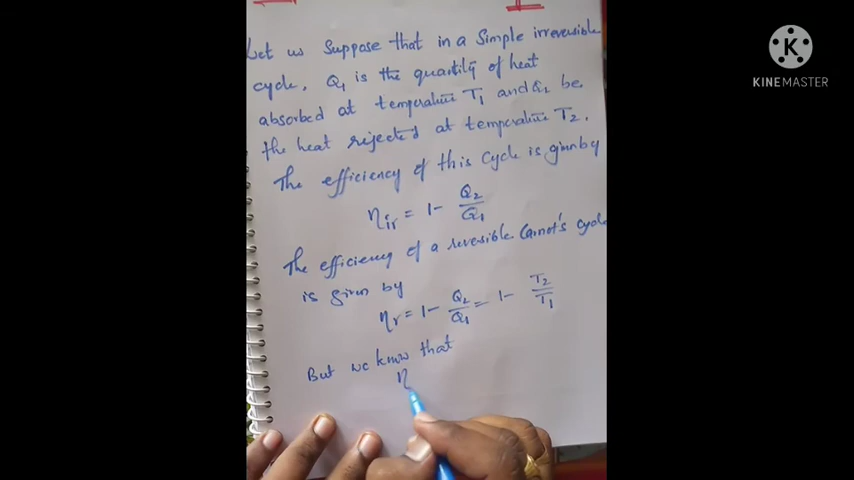 Let us Suppose that in a Simple irreversible
cycle, Q₁ is the quantity of heat
absorbed at temperature T₁ and Q₂ be
the heat rejected at temperature T₂.
The efficiency of this cycle is given by
ηir = 1 - Q₂/Q₁
The efficiency of a reversible Carnot's cycle
is given by
ηr = 1 - Q₂/Q₁ = 1 - T₂/T₁
But we know that
η
K
KINEMASTER